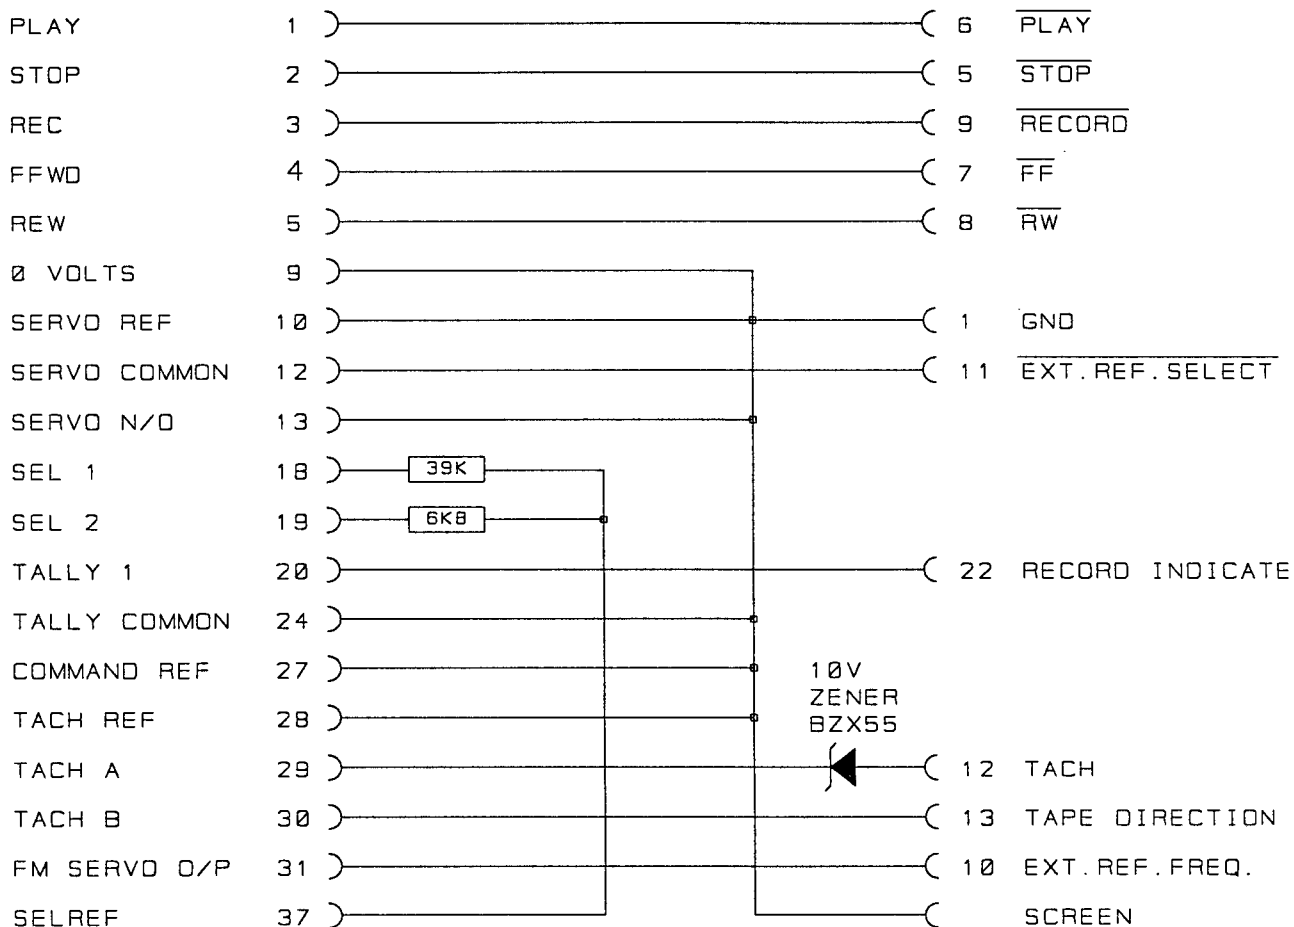 PLAY 1 6 PLAY
STOP 2 5 STOP
REC 3 9 RECORD
FFWD 4 7 FF
REW 5 8 RW
0 VOLTS 9
SERVO REF 10 1 GND
SERVO COMMON 12 11 EXT.REF.SELECT
SERVO N/O 13
SEL 1 18 39K
SEL 2 19 6K8
TALLY 1 20 22 RECORD INDICATE
TALLY COMMON 24
COMMAND REF 27 10V
ZENER
TACH REF 28 BZX55
TACH A 29 12 TACH
TACH B 30 13 TAPE DIRECTION
FM SERVO O/P 31 10 EXT.REF.FREQ.
SELREF 37 SCREEN